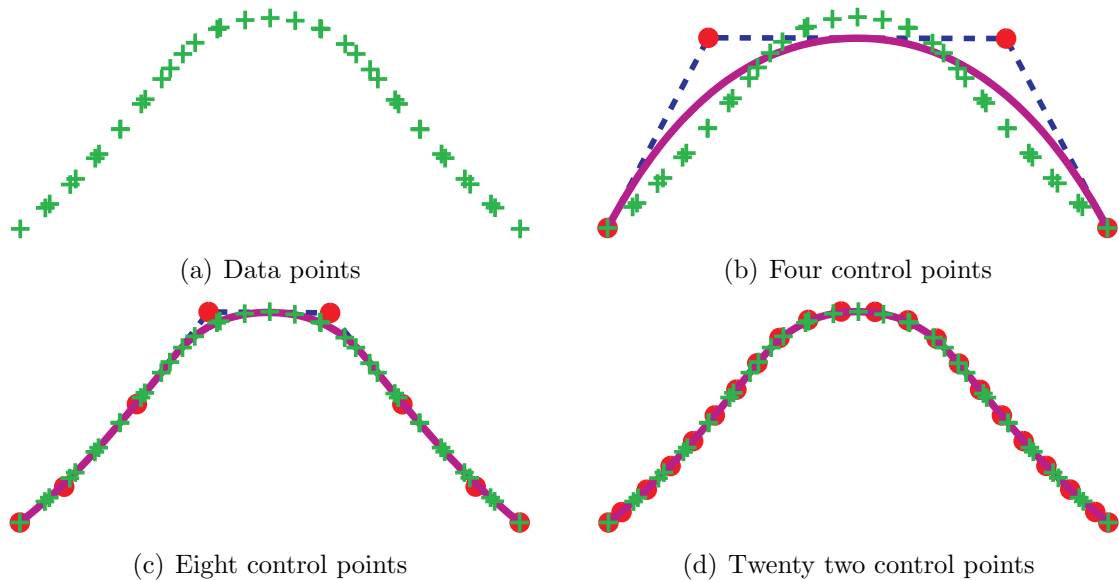 (a) Data points
(b) Four control points
(c) Eight control points
(d) Twenty two control points